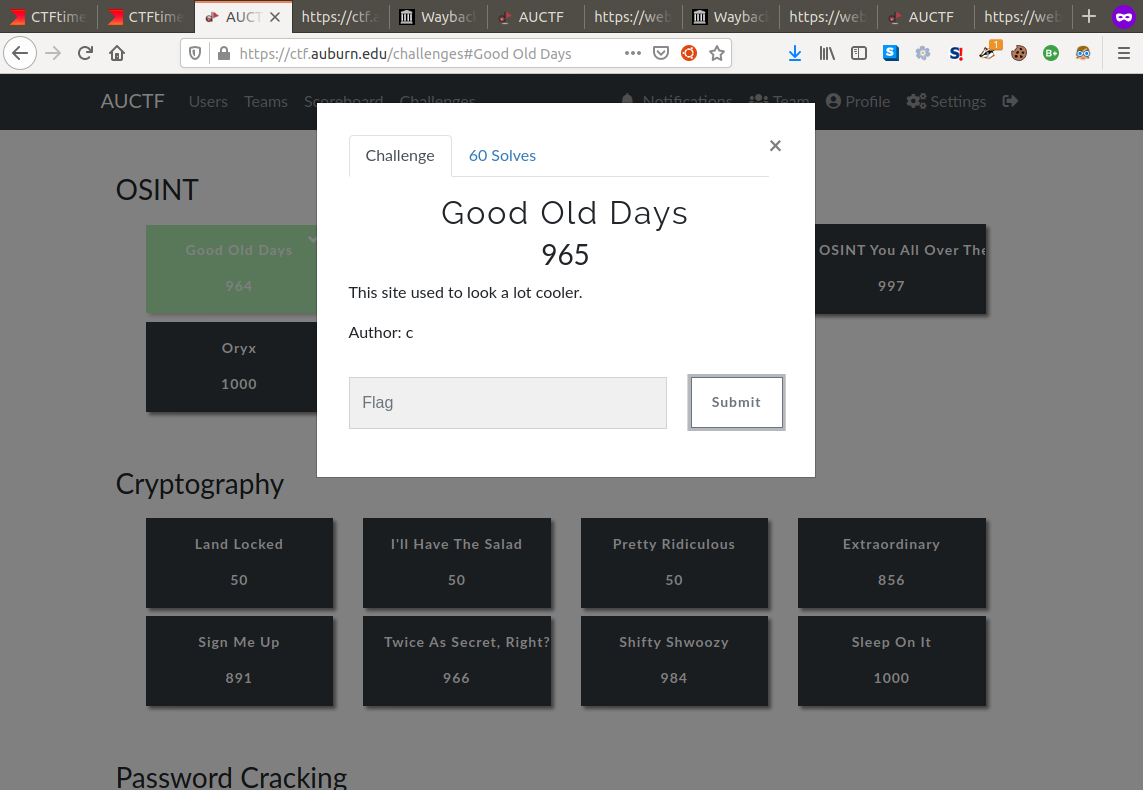 CTFtime
CTFtime
AUCT
https://ctf.a
Wayback
AUCTF
https://web
Wayback
https://web
AUCTF
https://web
https://ctf.auburn.edu/challenges#Good Old Days
1
AUCTF
Users
Teams
Scoreboard
Challenges
Notifications
Team
Profile
Settings
Challenge
60 Solves
×
Good Old Days
965
This site used to look a lot cooler.
Author: c
Flag
Submit
OSINT
Good Old Days
964
OSINT You All Over The
997
Oryx
1000
Cryptography
Land Locked
50
I'll Have The Salad
50
Pretty Ridiculous
50
Extraordinary
856
Sign Me Up
891
Twice As Secret, Right?
966
Shifty Shwoozy
984
Sleep On It
1000
Password Cracking